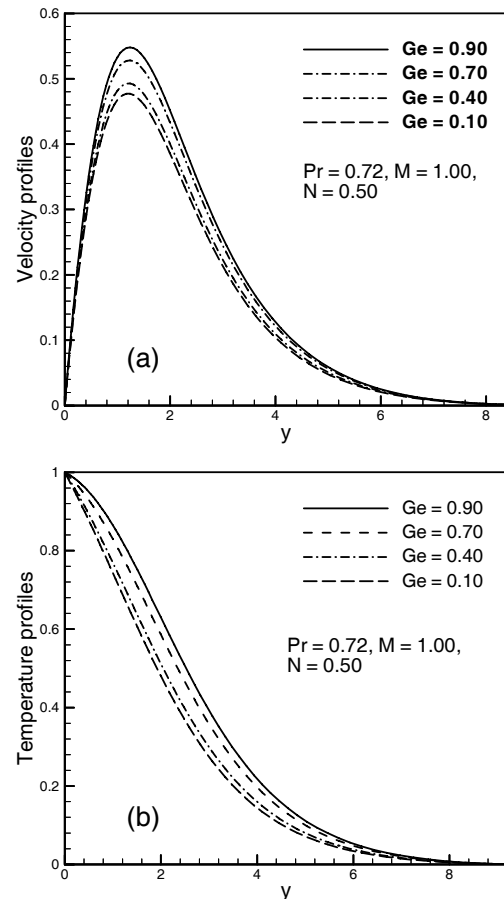 0.6
0.5
0.4
0.3
0.2
0.1
0
Velocity profiles
Ge = 0.90
Ge = 0.70
Ge = 0.40
Ge = 0.10
Pr = 0.72, M = 1.00,
N = 0.50
(a)
0 2 4 6 8
y
1
0.8
0.6
0.4
0.2
0
Temperature profiles
Ge = 0.90
Ge = 0.70
Ge = 0.40
Ge = 0.10
Pr = 0.72, M = 1.00,
N = 0.50
(b)
0 2 4 6 8
y